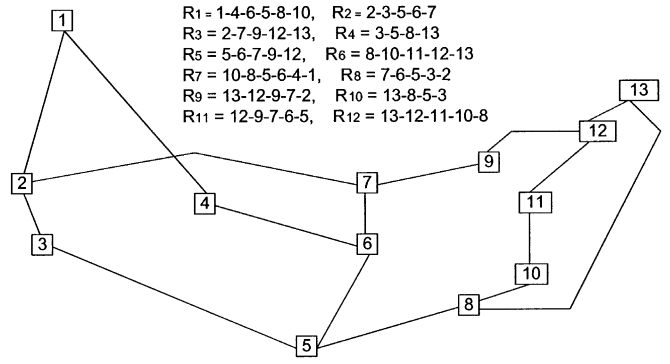 R1 = 1-4-6-5-8-10, R2 = 2-3-5-6-7
R3 = 2-7-9-12-13, R4 = 3-5-8-13
R5 = 5-6-7-9-12, R6 = 8-10-11-12-13
R7 = 10-8-5-6-4-1, R8 = 7-6-5-3-2
R9 = 13-12-9-7-2, R10 = 13-8-5-3
R11 = 12-9-7-6-5, R12 = 13-12-11-10-8
1
13
12
9
2
7
4
11
3
6
10
8
5